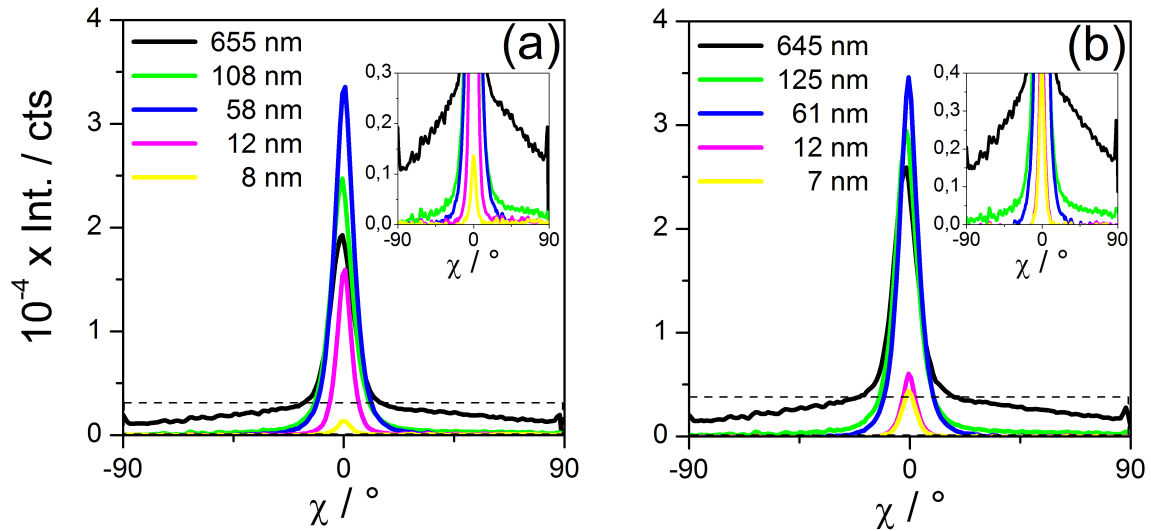 (a)
10⁻⁴ x Int. / cts
4
3
2
1
0
655 nm
108 nm
58 nm
12 nm
8 nm
0,3
0,2
0,1
0,0
-90
0
90
χ / °
-90
0
90
χ / °
(b)
4
3
2
1
0
645 nm
125 nm
61 nm
12 nm
7 nm
0,4
0,3
0,2
0,1
0,0
-90
0
90
χ / °
-90
0
90
χ / °